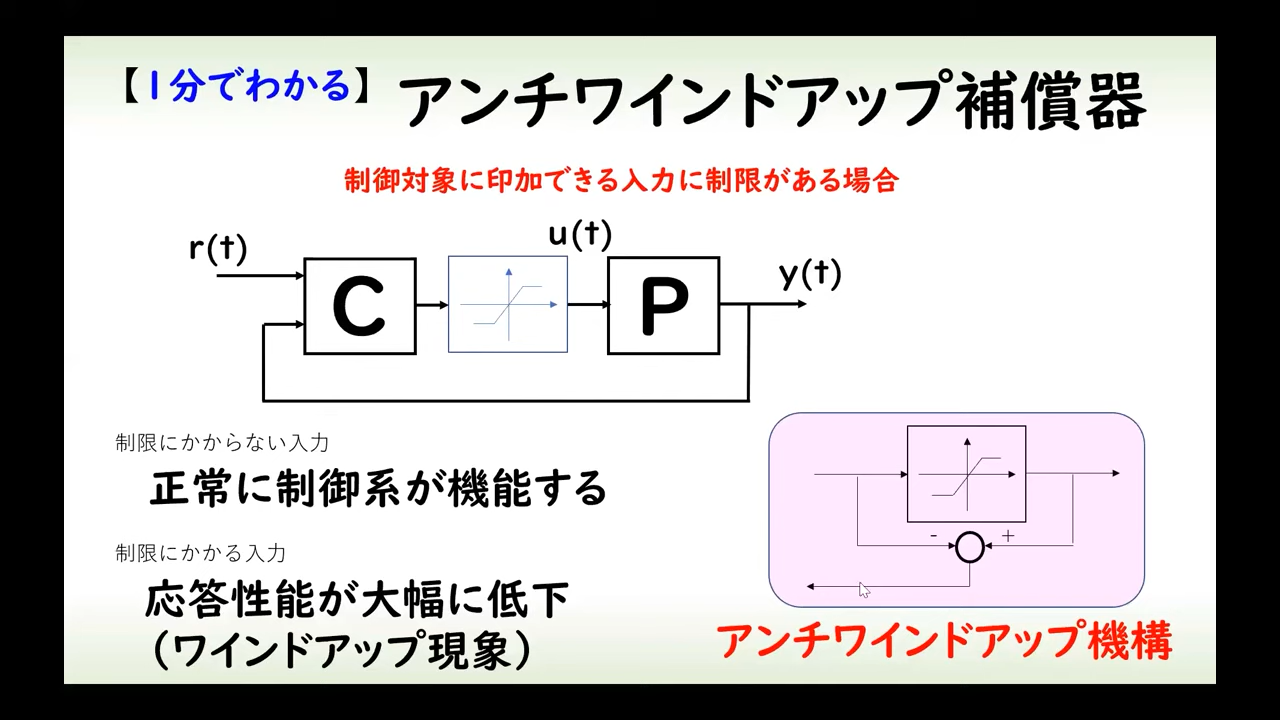 【1分でわかる】 アンチワインドアップ補償器
制御対象に印加できる入力に制限がある場合
r(t)
u(t)
y(t)
C
P
制限にかからない入力
正常に制御系が機能する
制限にかかる入力
応答性能が大幅に低下
(ワインドアップ現象)
- +
アンチワインドアップ機構